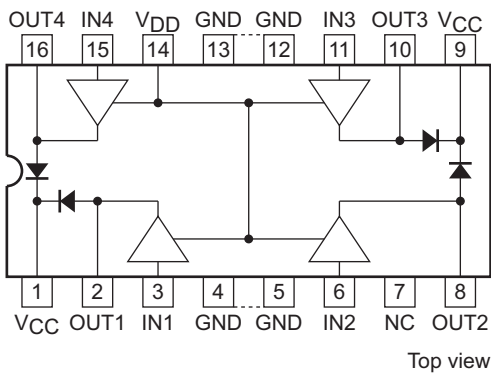 OUT4 IN4 VDD GND GND IN3 OUT3 VCC
16 15 14 13 12 11 10 9
1 2 3 4 5 6 7 8
VCC OUT1 IN1 GND GND IN2 NC OUT2
Top view